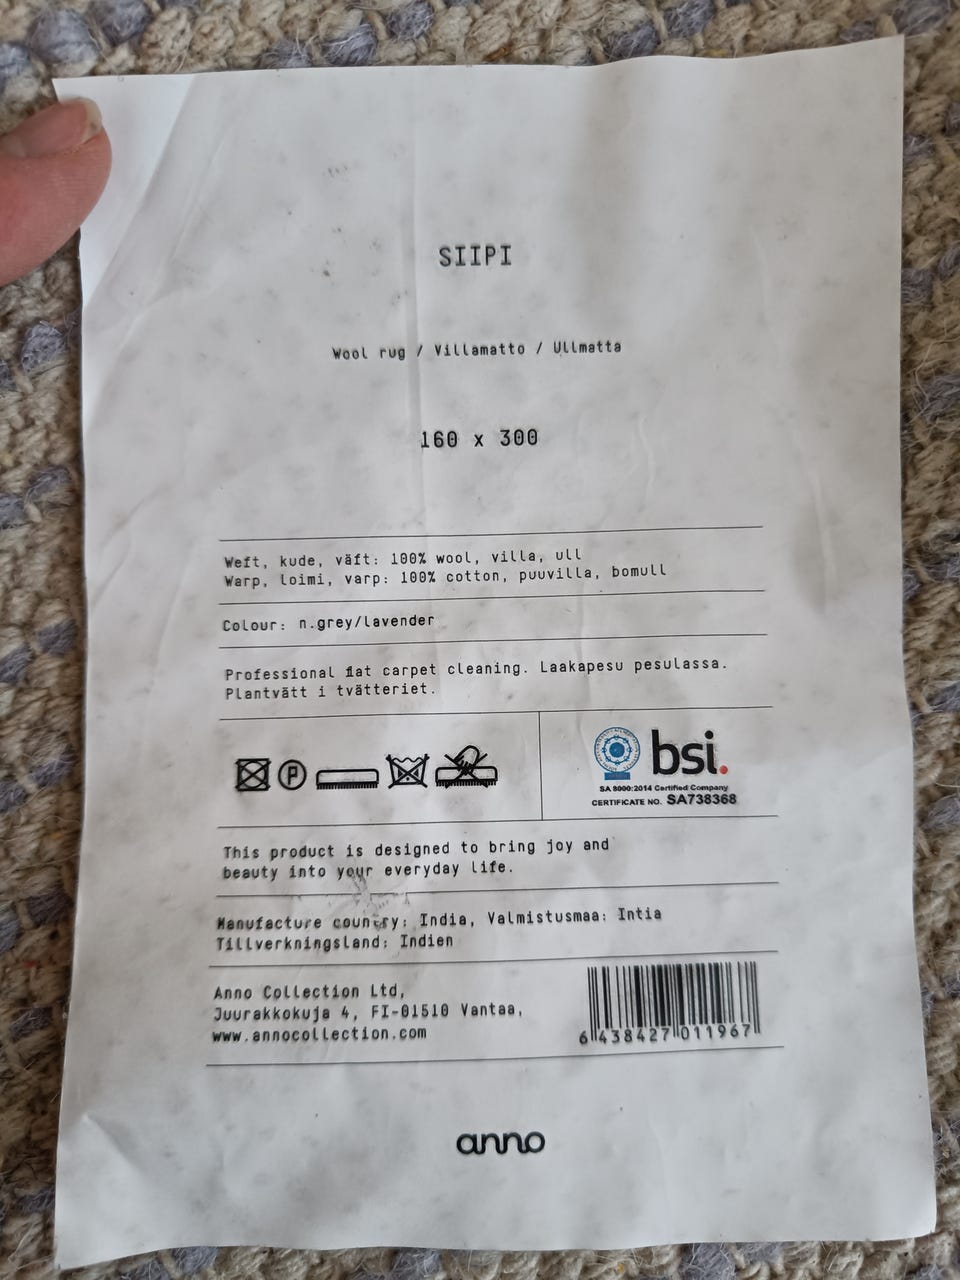 SIIPI
Wool rug / Villamatto / Ullmatta
160 x 300
Weft, kude, väft: 100% wool, villa, ull
Warp, loimi, varp: 100% cotton, puuvilla, bomull
Colour: n.grey/lavender
Professional flat carpet cleaning. Laakapesu pesulassa.
Plantvätt i tvätteriet.
P
bsi.
SA 8000:2014 Certified Company
CERTIFICATE NO. SA738368
This product is designed to bring joy and
beauty into your everyday life.
Manufacture country: India, Valmistusmaa: Intia
Tillverkningsland: Indien
Anno Collection Ltd,
Juurakkokuja 4, FI-01510 Vantaa,
www.annocollection.com
6 438427 011967
anno